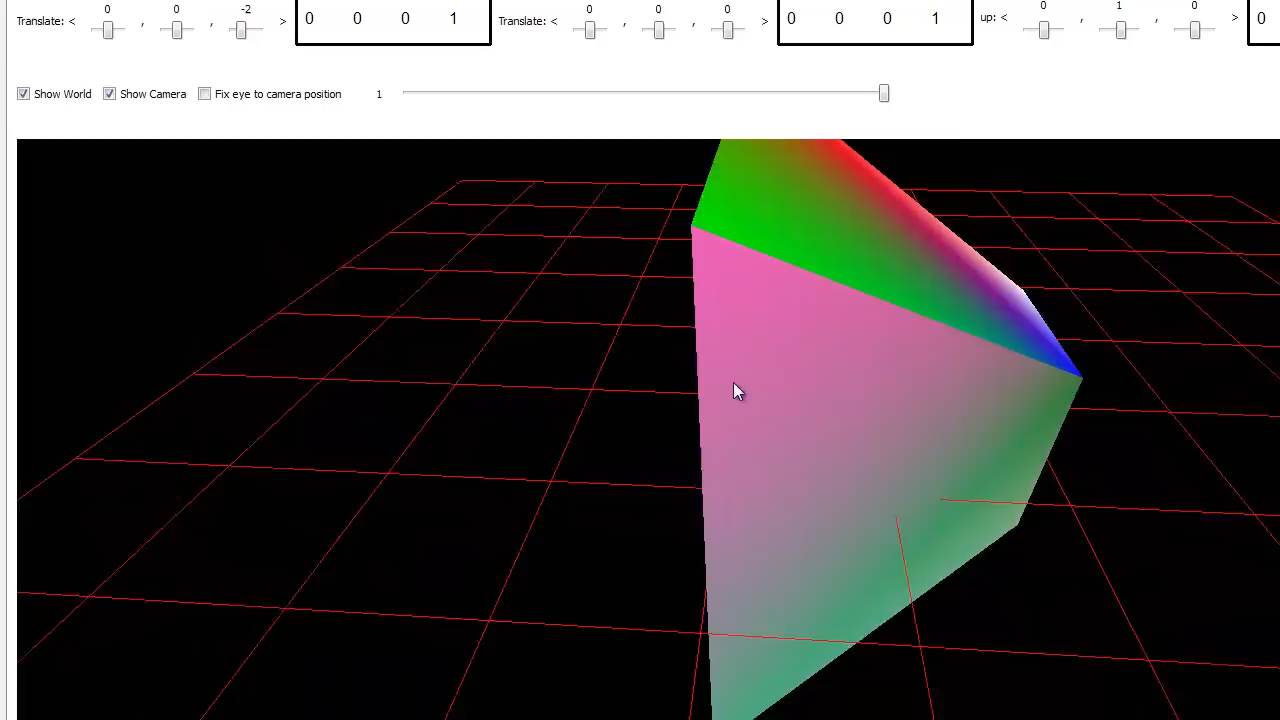 0 0 -2 0 0 0 0 1 0
Translate: < , , > 0 0 0 1 Translate: < , , > 0 0 0 1 up: < , , > 0
Show World Show Camera Fix eye to camera position 1